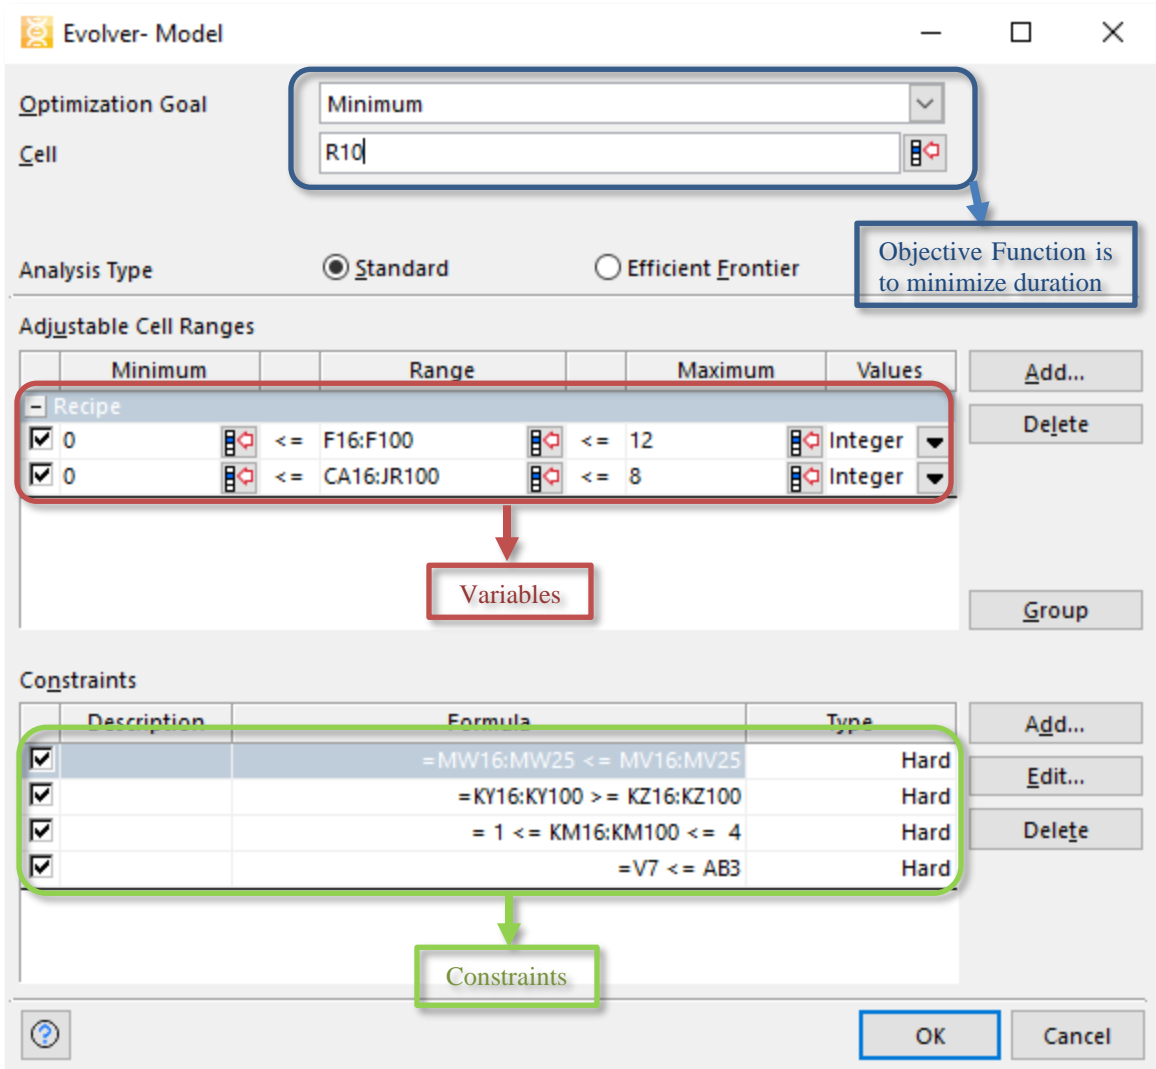 Evolver- Model
Optimization Goal
Minimum
Cell
R10
Objective Function is
to minimize duration
Analysis Type
Standard
Efficient Frontier
Adjustable Cell Ranges
Minimum Range Maximum Values
Add...
Recipe
Delete
0 <= F16:F100 <= 12 Integer
0 <= CA16:JR100 <= 8 Integer
Variables
Group
Constraints
Description Formula Type
Add...
=MW16:MW25 <= MV16:MV25 Hard
Edit...
=KY16:KY100 >= KZ16:KZ100 Hard
= 1 <= KM16:KM100 <= 4 Hard
Delete
=V7 <= AB3 Hard
Constraints
?
OK
Cancel